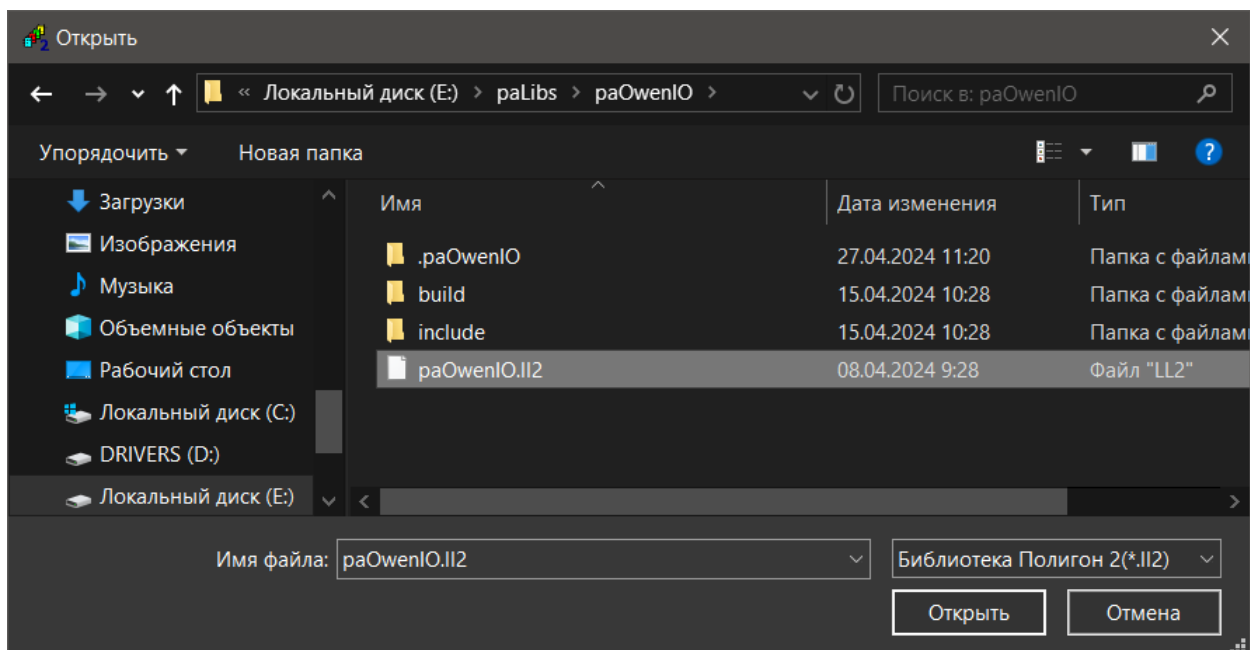 Открыть
« Локальный диск (E:) > paLibs > paOwenIO >
Поиск в: paOwenIO
Упорядочить Новая папка
Имя Дата изменения Тип
.paOwenIO 27.04.2024 11:20 Папка с файлами
build 15.04.2024 10:28 Папка с файлами
include 15.04.2024 10:28 Папка с файлами
paOwenIO.ll2 08.04.2024 9:28 Файл "LL2"
Загрузки
Изображения
Музыка
Объемные объекты
Рабочий стол
Локальный диск (C:)
DRIVERS (D:)
Локальный диск (E:)
Имя файла: paOwenIO.ll2
Библиотека Полигон 2(*.ll2)
Открыть Отмена